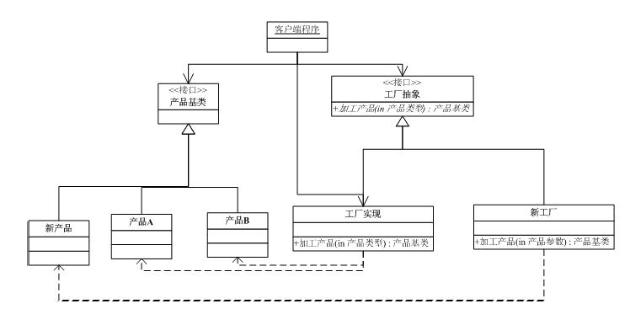 客户端程序
<<接口>>
产品基类
<<接口>>
工厂抽象
+加工产品(in 产品类型) : 产品基类
新产品
产品A
产品B
工厂实现
+加工产品(in 产品类型) : 产品基类
新工厂
+加工产品(in 产品参数) : 产品基类